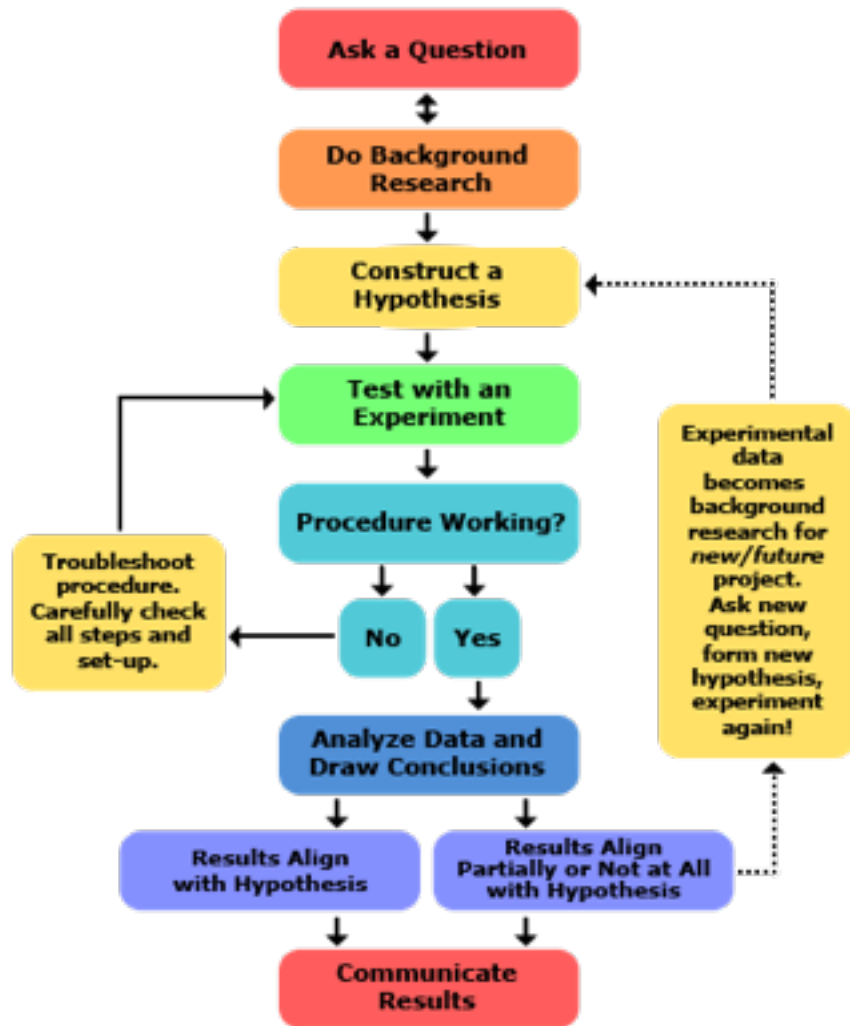 Ask a Question
Do Background
Research
Construct a
Hypothesis
Test with an
Experiment
Procedure Working?
No
Yes
Troubleshoot
procedure.
Carefully check
all steps and
set-up.
Experimental
data
becomes
background
research for
new/future
project.
Ask new
question,
form new
hypothesis,
experiment
again!
Analyze Data and
Draw Conclusions
Results Align
with Hypothesis
Results Align
Partially or Not at All
with Hypothesis
Communicate
Results